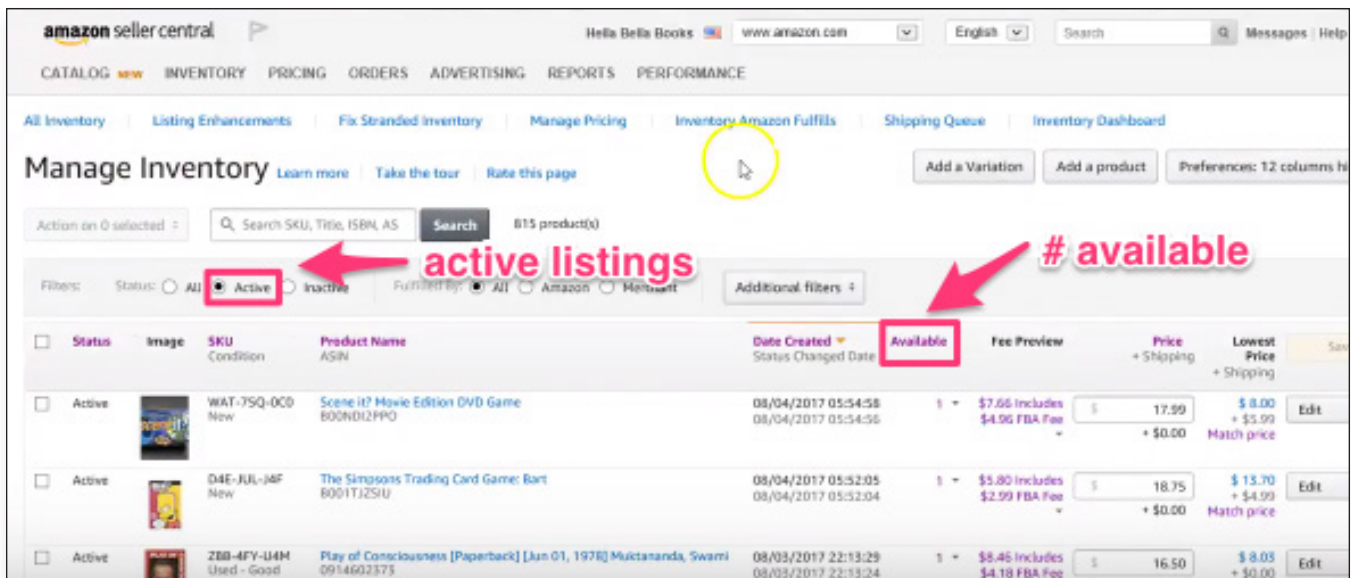 amazon seller central Hella Bella Books www.amazon.com English Search Messages | Help
CATALOG NEW INVENTORY PRICING ORDERS ADVERTISING REPORTS PERFORMANCE
All Inventory | Listing Enhancements | Fix Stranded Inventory | Manage Pricing | Inventory Amazon Fulfills | Shipping Queue | Inventory Dashboard
Manage Inventory Learn more | Take the tour | Rate this page Add a Variation Add a product Preferences: 12 columns hi
Action on 0 selected Search SKU, Title, ISBN, AS Search 815 product(s)
active listings # available
Filters: Status: All Active Inactive Fulfilled By: All Amazon Merchant Additional filters
Status Image SKU Product Name Date Created Available Fee Preview Price Lowest Sav
Condition ASIN Status Changed Date + Shipping Price
+ Shipping
Active WAT-7SQ-0C0 Scene it? Movie Edition DVD Game 08/04/2017 05:54:58 1 $7.66 Includes $ 17.99 $ 8.00 Edit
New B00NDI2PPO 08/04/2017 05:54:56 $4.96 FBA Fee + $0.00 + $5.99
Match price
Active D4E-JUL-J4F The Simpsons Trading Card Game: Bart 08/04/2017 05:52:05 1 $5.80 Includes $ 18.75 $ 13.70 Edit
New B001TJZSIU 08/04/2017 05:52:04 $2.99 FBA Fee + $0.00 + $4.99
Match price
Active ZBB-4FY-U4M Play of Consciousness [Paperback] [Jun 01, 1978] Muktananda, Swami 08/03/2017 22:13:29 1 $8.46 Includes $ 16.50 $ 8.03 Edit
Used - Good 0914602373 08/03/2017 22:13:24 $4.18 FBA Fee + $0.00